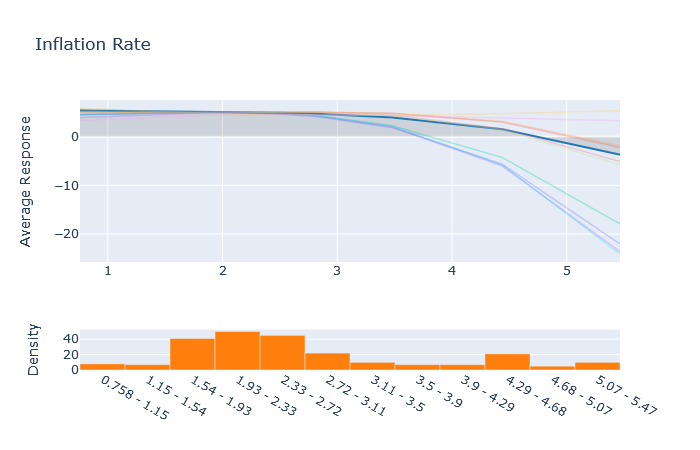 Inflation Rate
Average Response
0
−10
−20
1
2
3
4
5
Density
40
20
0
0.758 - 1.15
1.15 - 1.54
1.54 - 1.93
1.93 - 2.33
2.33 - 2.72
2.72 - 3.11
3.11 - 3.5
3.5 - 3.9
3.9 - 4.29
4.29 - 4.68
4.68 - 5.07
5.07 - 5.47